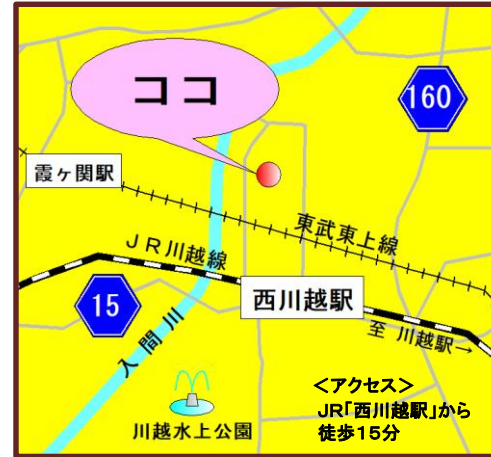 ココ
160
霞ヶ関駅
東武東上線
JR川越線
15
西川越駅
至 川越駅→
入間川
川越水上公園
＜アクセス＞
JR「西川越駅」から
徒歩15分